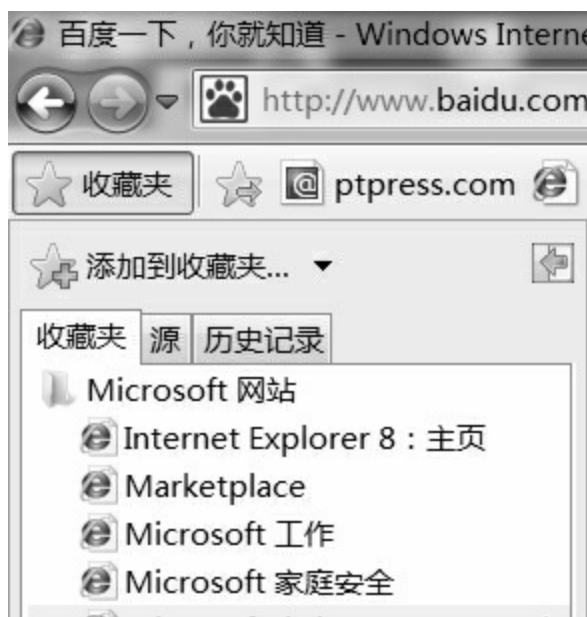 百度一下，你就知道 - Windows Interne
http://www.baidu.com
收藏夹 ptpress.com
添加到收藏夹...
收藏夹 源 历史记录
Microsoft 网站
Internet Explorer 8：主页
Marketplace
Microsoft 工作
Microsoft 家庭安全